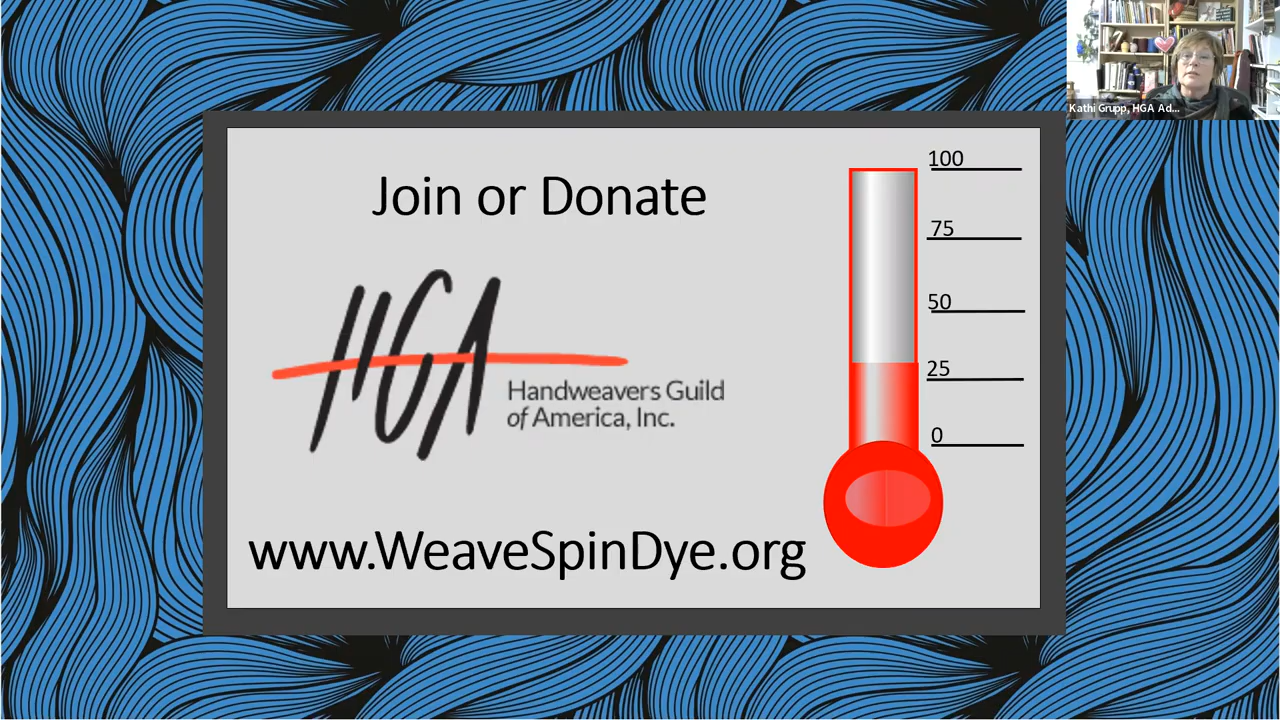 Join or Donate
HGA
Handweavers Guild
of America, Inc.
www.WeaveSpinDye.org
100
75
50
25
0
Kathi Grupp, HGA Ad...